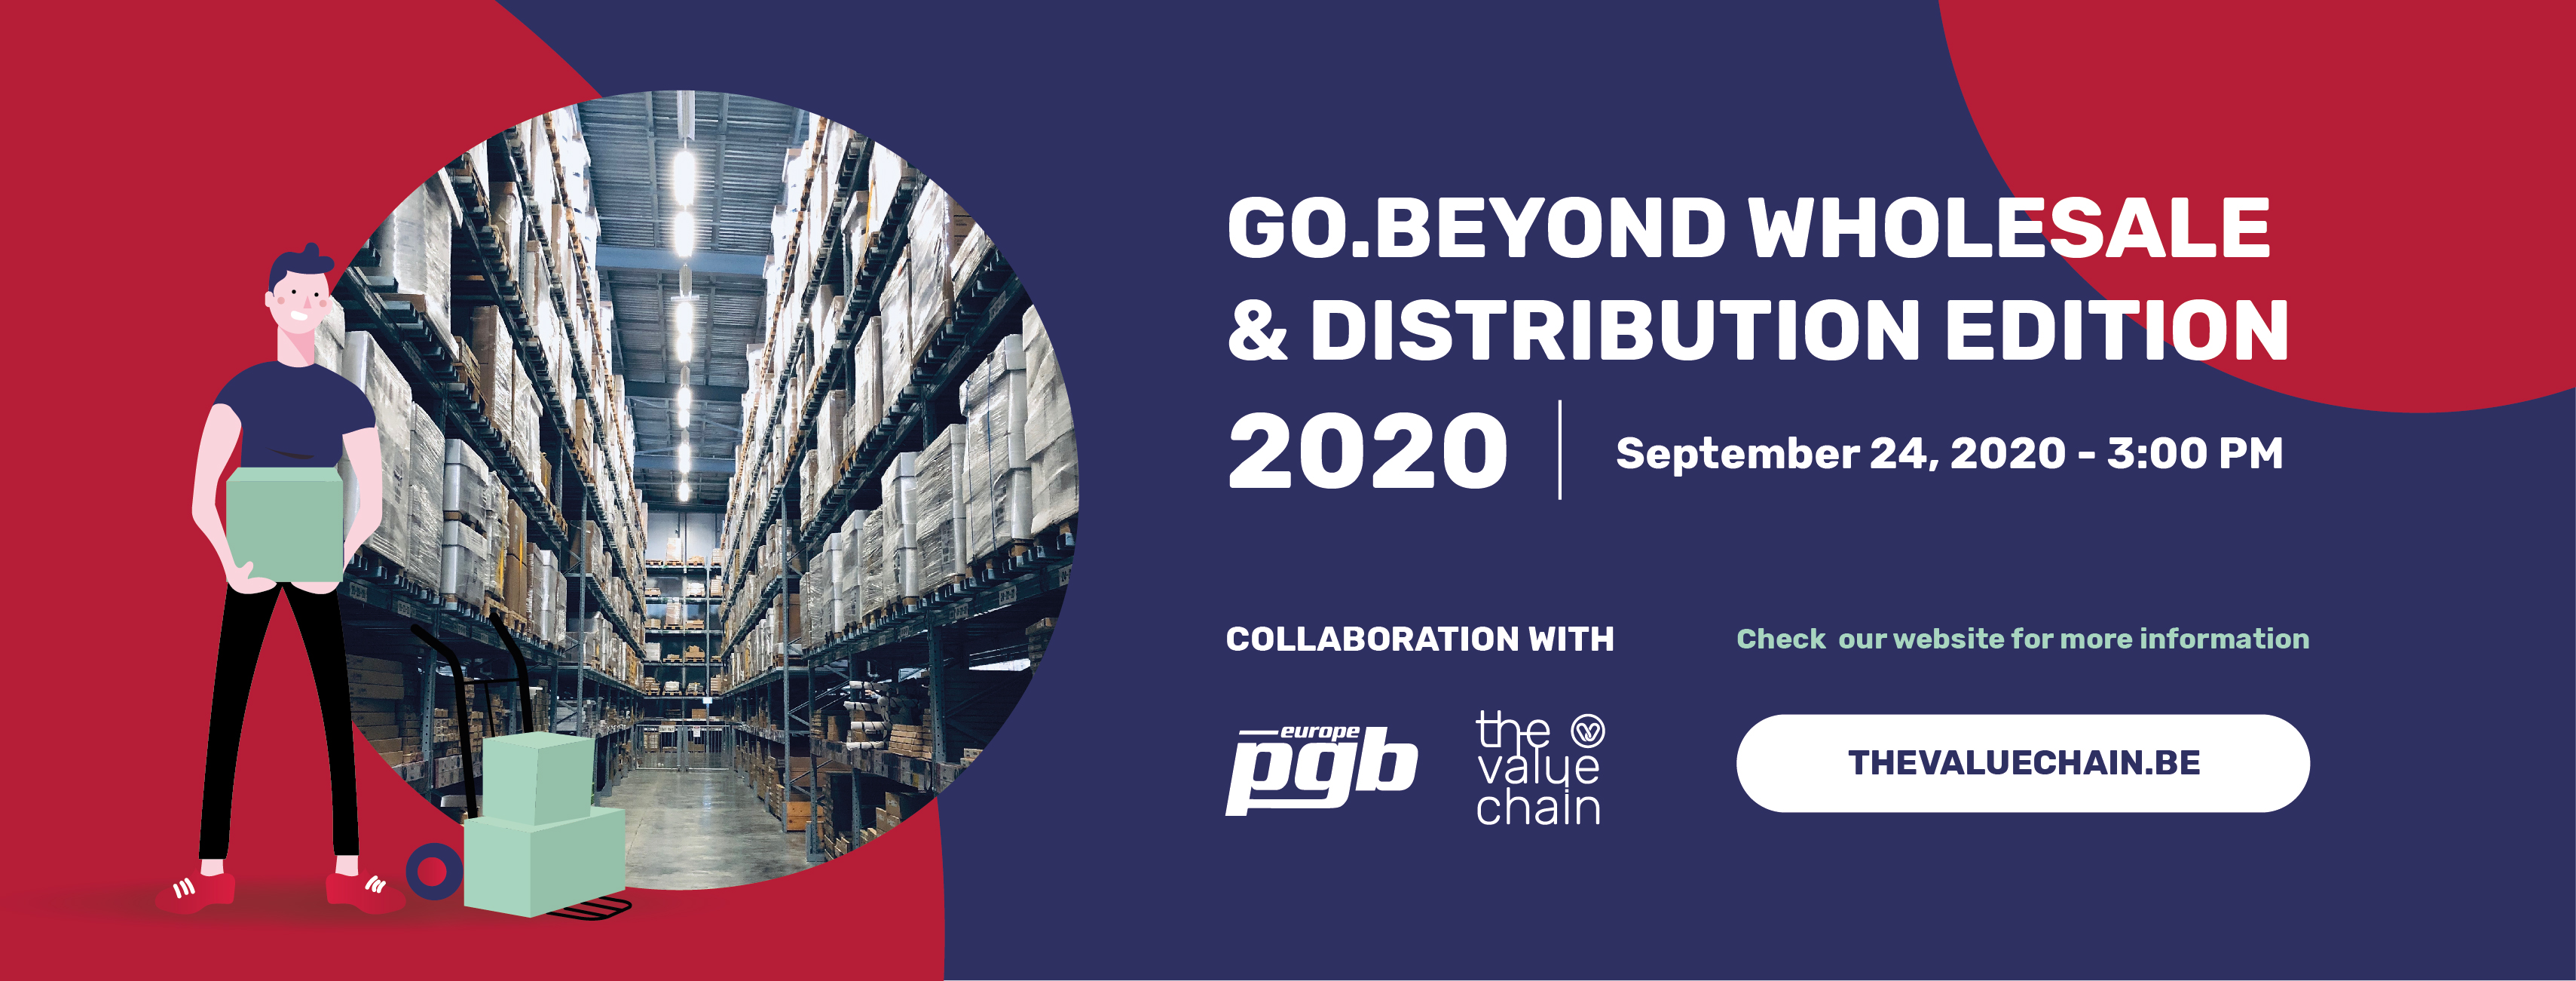 GO.BEYOND WHOLESALE
& DISTRIBUTION EDITION
2020
September 24, 2020 - 3:00 PM
COLLABORATION WITH
europe
pgb
the
value
chain
Check our website for more information
THEVALUECHAIN.BE